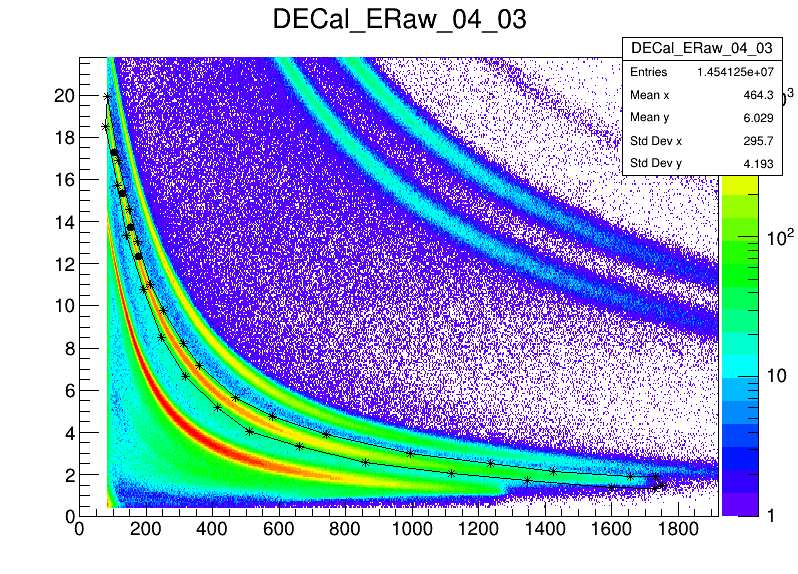 DECal_ERaw_04_03
DECal_ERaw_04_03
Entries 1.454125e+07
Mean x 464.3
Mean y 6.029
Std Dev x 295.7
Std Dev y 4.193
20
18
16
14
12
10
8
6
4
2
0
0 200 400 600 800 1000 1200 1400 1600 1800
10²
10
1